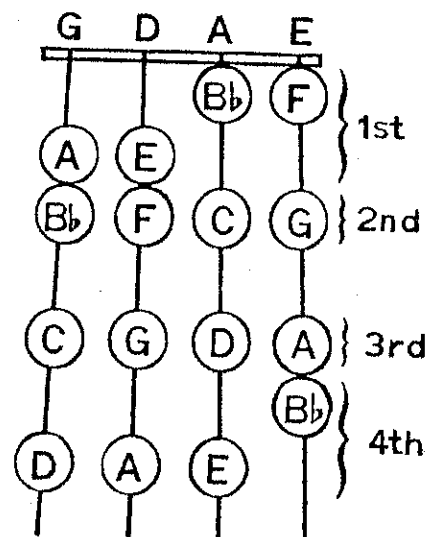 G D A E
B♭ F
1st
A E
B♭ F C G 2nd
C G D A 3rd
B♭
4th
D A E